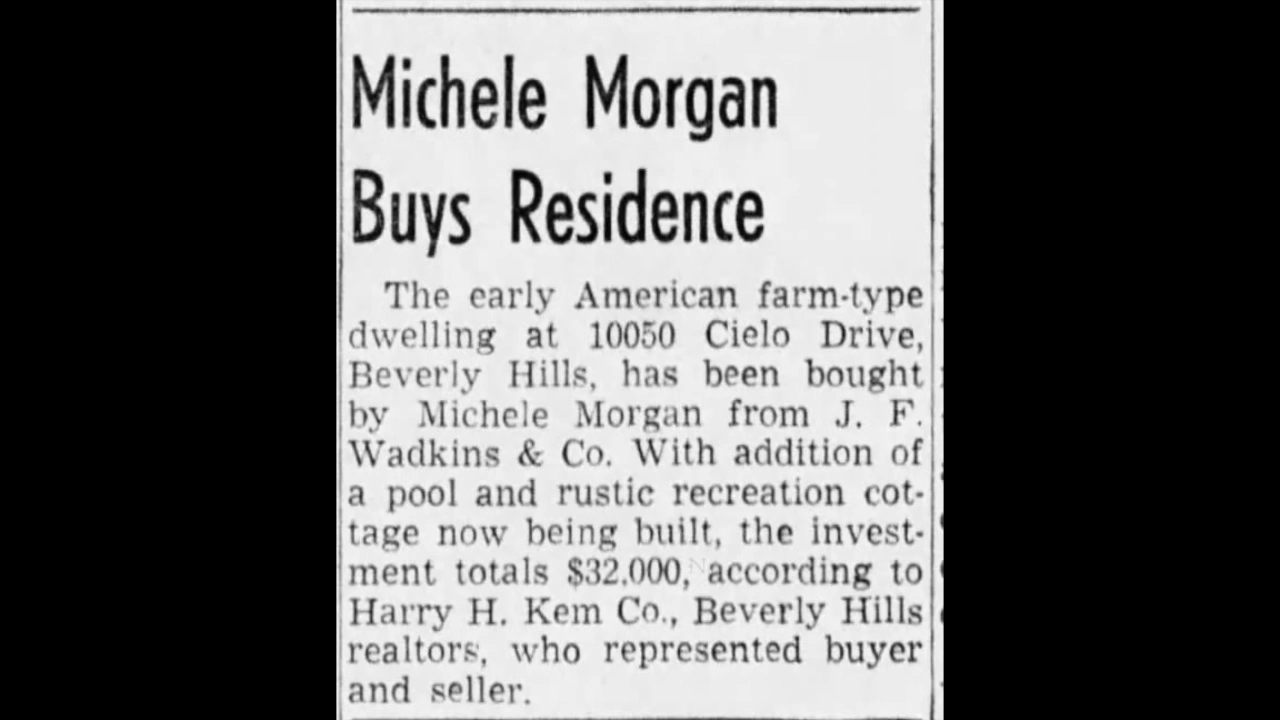 Michele Morgan
Buys Residence
The early American farm-type
dwelling at 10050 Cielo Drive,
Beverly Hills, has been bought
by Michele Morgan from J. F.
Wadkins & Co. With addition of
a pool and rustic recreation cot-
tage now being built, the invest-
ment totals $32,000, according to
Harry H. Kem Co., Beverly Hills
realtors, who represented buyer
and seller.